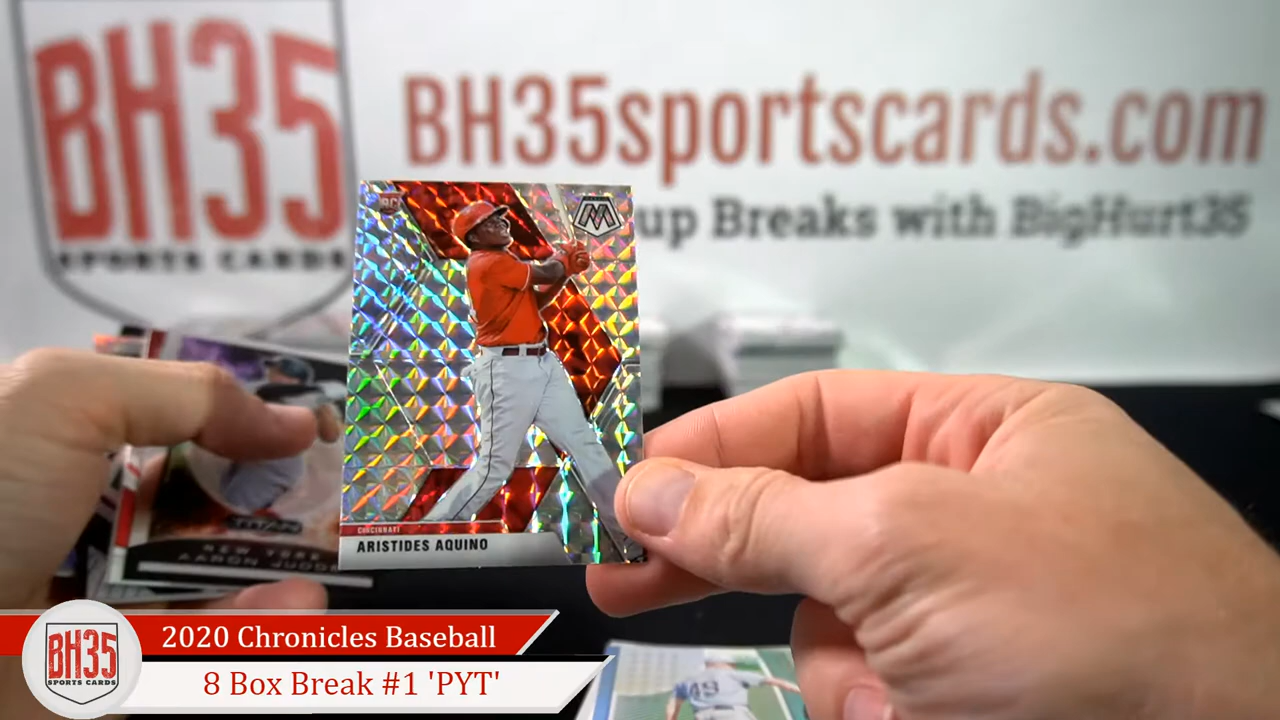 BH35
SPORTS CARDS
BH35sportscards.com
up Breaks with BigHurt35
RC
CINCINNATI
ARISTIDES AQUINO
TITAN
NEW YORK
AARON JUDGE
49
BH35
SPORTS CARDS
2020 Chronicles Baseball
8 Box Break #1 'PYT'